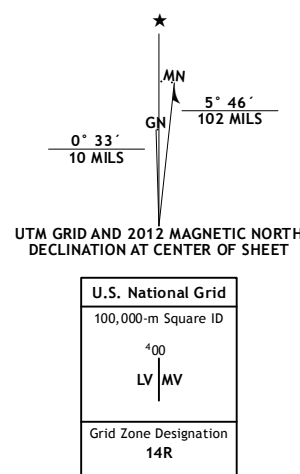 ★
MN
GN
5° 46´
102 MILS
0° 33´
10 MILS
UTM GRID AND 2012 MAGNETIC NORTH
DECLINATION AT CENTER OF SHEET
U.S. National Grid
100,000-m Square ID
⁴00
LV MV
Grid Zone Designation
14R